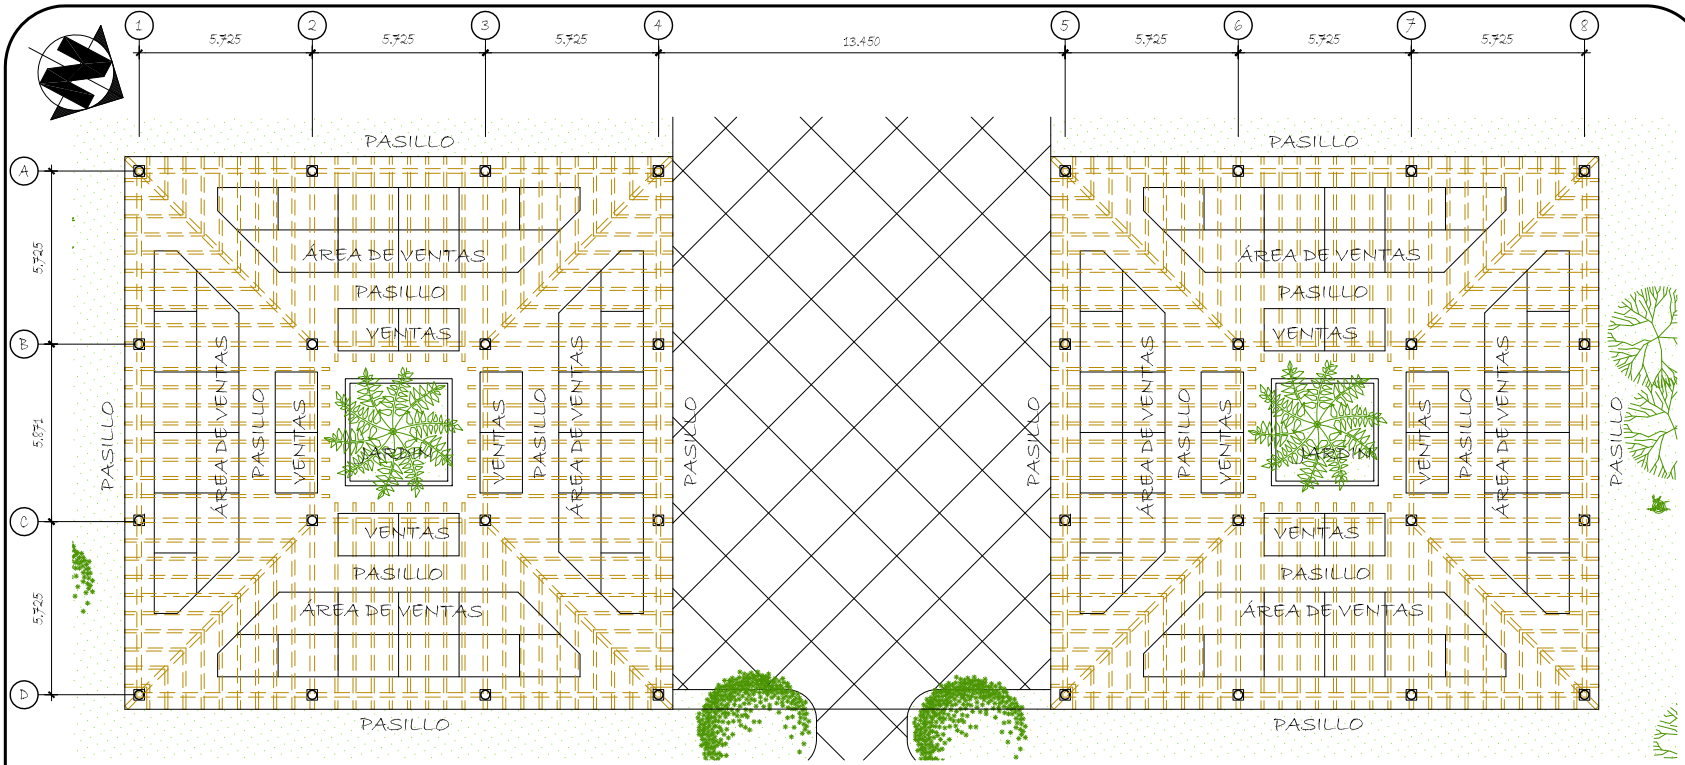 1 2 3 4 5 6 7 8
5.725 5.725 5.725 13.450 5.725 5.725 5.725
N
PASILLO PASILLO
A
ÁREA DE VENTAS ÁREA DE VENTAS
5.725
PASILLO PASILLO
VENTAS VENTAS
B
PASILLO ÁREA DE VENTAS PASILLO VENTAS JARDIN VENTAS PASILLO ÁREA DE VENTAS PASILLO PASILLO ÁREA DE VENTAS PASILLO VENTAS JARDIN VENTAS PASILLO ÁREA DE VENTAS PASILLO
5.871
C
VENTAS VENTAS
PASILLO PASILLO
5.725
ÁREA DE VENTAS ÁREA DE VENTAS
D
PASILLO PASILLO